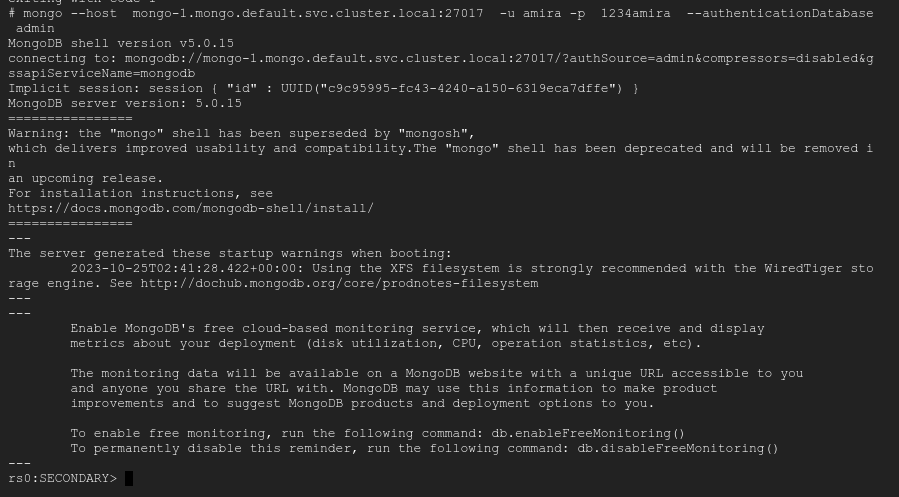 # mongo --host  mongo-1.mongo.default.svc.cluster.local:27017  -u amira -p  1234amira  --authenticationDatabase
 admin
MongoDB shell version v5.0.15
connecting to: mongodb://mongo-1.mongo.default.svc.cluster.local:27017/?authSource=admin&compressors=disabled&g
ssapiServiceName=mongodb
Implicit session: session { "id" : UUID("c9c95995-fc43-4240-a150-6319eca7dffe") }
MongoDB server version: 5.0.15
================
Warning: the "mongo" shell has been superseded by "mongosh",
which delivers improved usability and compatibility.The "mongo" shell has been deprecated and will be removed i
n
an upcoming release.
For installation instructions, see
https://docs.mongodb.com/mongodb-shell/install/
================
---
The server generated these startup warnings when booting:
        2023-10-25T02:41:28.422+00:00: Using the XFS filesystem is strongly recommended with the WiredTiger sto
rage engine. See http://dochub.mongodb.org/core/prodnotes-filesystem
---
---
        Enable MongoDB's free cloud-based monitoring service, which will then receive and display
        metrics about your deployment (disk utilization, CPU, operation statistics, etc).

        The monitoring data will be available on a MongoDB website with a unique URL accessible to you
        and anyone you share the URL with. MongoDB may use this information to make product
        improvements and to suggest MongoDB products and deployment options to you.

        To enable free monitoring, run the following command: db.enableFreeMonitoring()
        To permanently disable this reminder, run the following command: db.disableFreeMonitoring()
---
rs0:SECONDARY>